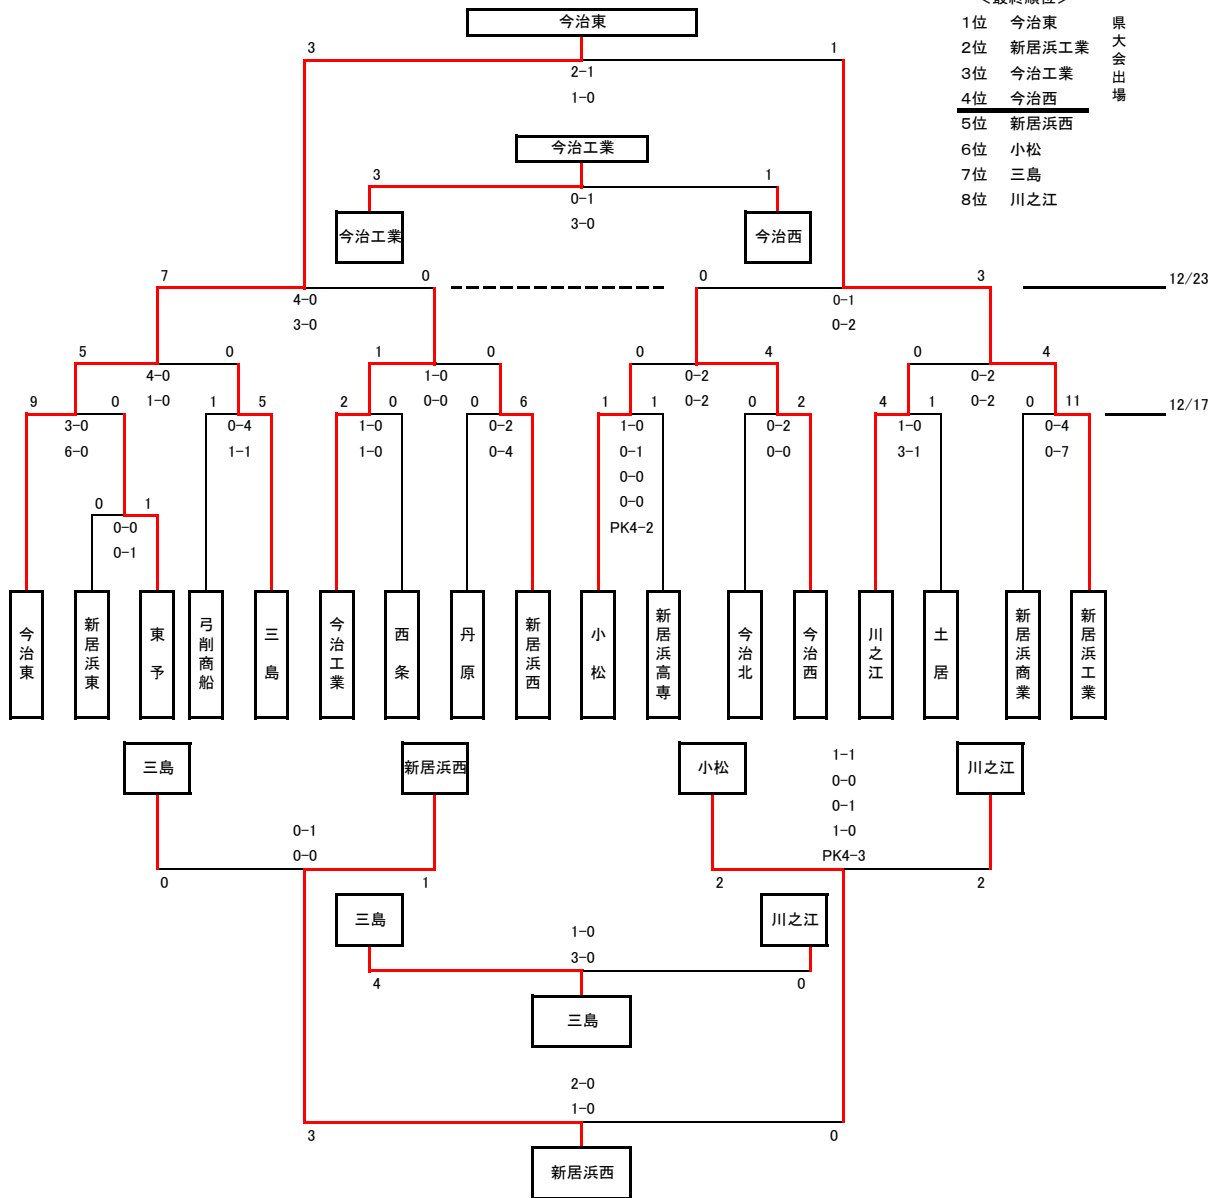 <最終順位>
今治東
1位 今治東
2位 新居浜工業
3位 今治工業
4位 今治西
5位 新居浜西
6位 小松
7位 三島
8位 川之江
県大会出場
3 1
2-1
1-0
今治工業
3 1
0-1
3-0
今治工業 今治西
7 0 0 3 12/23
4-0 0-1
3-0 0-2
5 0 1 0 0 4 0 4
4-0 1-0 0-2 0-2
1-0 0-0 0-2 0-2
9 0 1 5 2 0 0 6 1 1 0 2 4 1 0 11 12/17
3-0 0-4 1-0 0-2 1-0 0-2 1-0 0-4
6-0 1-1 1-0 0-4 0-1 0-0 3-1 0-7
0-0
0-0
PK4-2
0 1
0-0
0-1
今治東
新居浜東
東予
弓削商船
三島
今治工業
西条
丹原
新居浜西
小松
新居浜高専
今治北
今治西
川之江
土居
新居浜商業
新居浜工業
三島 新居浜西 小松 川之江
1-1
0-0
0-1
0-1 1-0
0-0 PK4-3
0 1 2 2
三島 川之江
1-0
3-0
4 0
三島
2-0
1-0
3 0
新居浜西